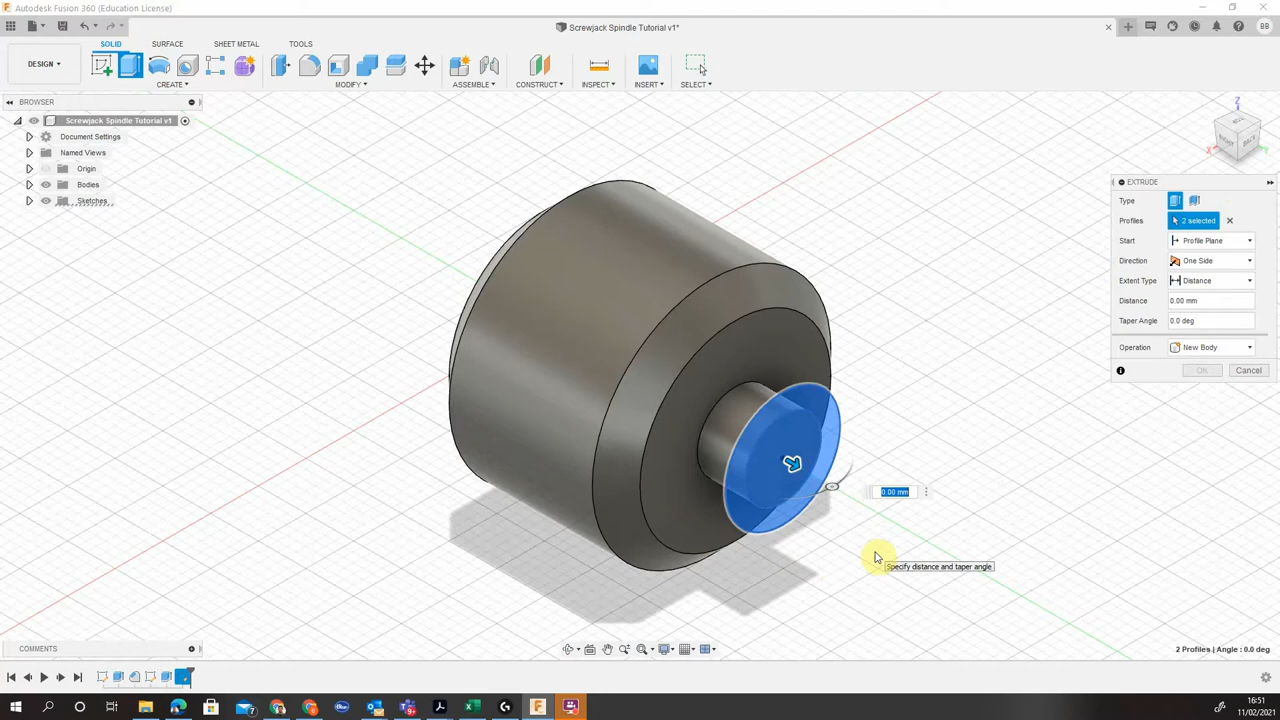 Autodesk Fusion 360 (Education License)
Screwjack Spindle Tutorial v1*
BB
SOLID
SURFACE
SHEET METAL
TOOLS
DESIGN
CREATE
MODIFY
ASSEMBLE
CONSTRUCT
INSPECT
INSERT
SELECT
BROWSER
Screwjack Spindle Tutorial v1
Document Settings
Named Views
Origin
Bodies
Sketches
Z
X
Y
RIGHT
BACK
EXTRUDE
Type
Profiles
2 selected
Start
Profile Plane
Direction
One Side
Extent Type
Distance
Distance
0.00 mm
Taper Angle
0.0 deg
Operation
New Body
OK
Cancel
0.00 mm
Specify distance and taper angle
COMMENTS
2 Profiles | Angle : 0.0 deg
16:51
11/02/2021